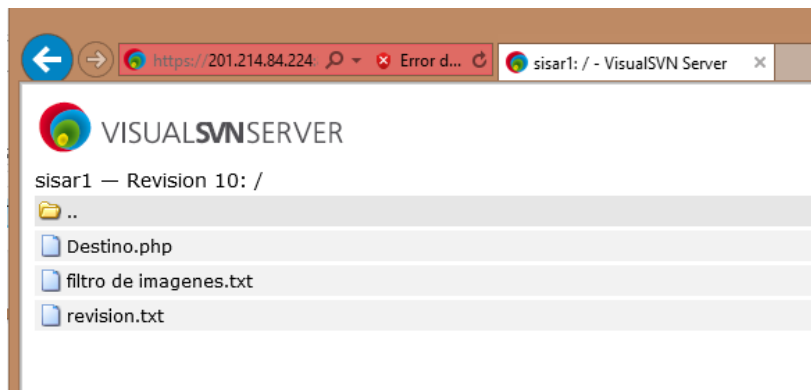 https://201.214.84.224: Error d... sisar1: / - VisualSVN Server
VISUALSVNSERVER
sisar1 — Revision 10: /
..
Destino.php
filtro de imagenes.txt
revision.txt